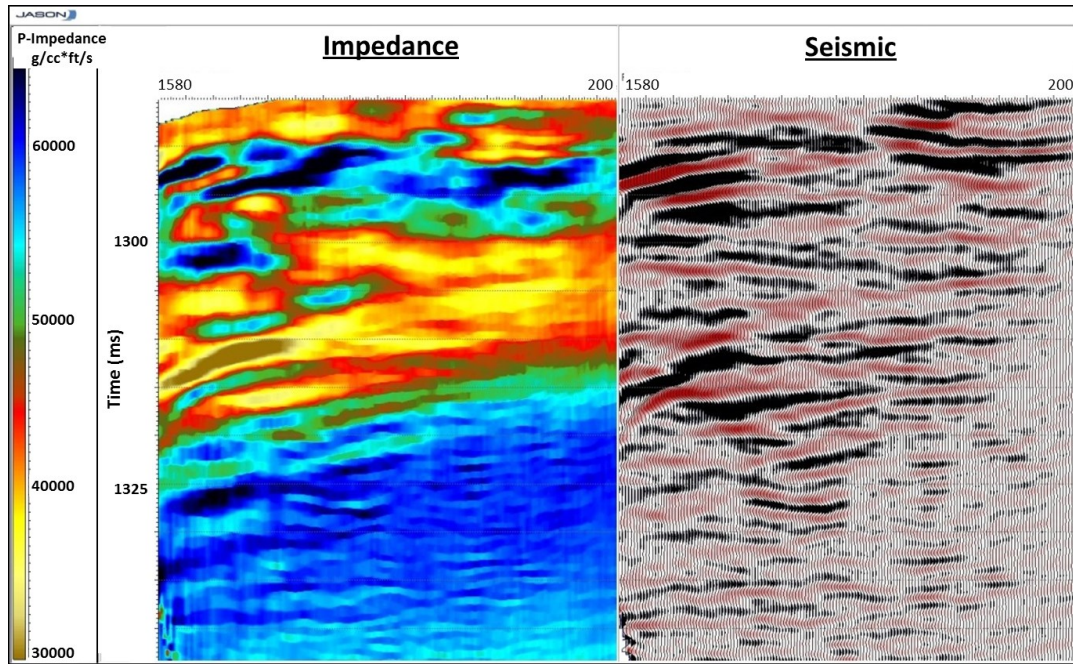 JASON
P-Impedance
g/cc*ft/s
Impedance
Seismic
1580
200
1580
200
60000
50000
40000
30000
Time (ms)
1300
1325